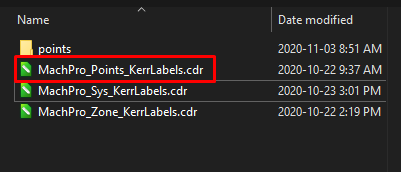 Name Date modified
points 2020-11-03 8:51 AM
MachPro_Points_KerrLabels.cdr 2020-10-22 9:37 AM
MachPro_Sys_KerrLabels.cdr 2020-10-23 3:01 PM
MachPro_Zone_KerrLabels.cdr 2020-10-22 2:19 PM